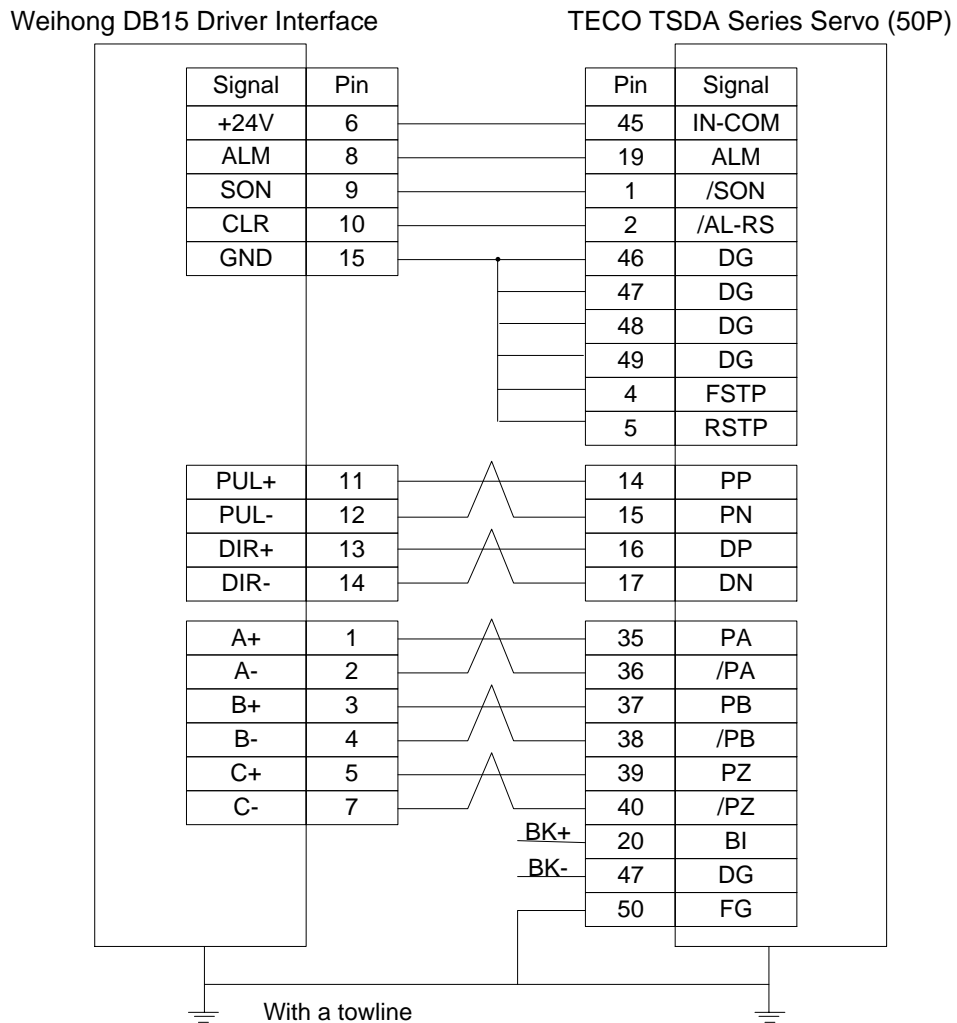 Weihong DB15 Driver Interface TECO TSDA Series Servo (50P)
Signal Pin Pin Signal
+24V 6 45 IN-COM
ALM 8 19 ALM
SON 9 1 /SON
CLR 10 2 /AL-RS
GND 15 46 DG
47 DG
48 DG
49 DG
4 FSTP
5 RSTP
PUL+ 11 14 PP
PUL- 12 15 PN
DIR+ 13 16 DP
DIR- 14 17 DN
A+ 1 35 PA
A- 2 36 /PA
B+ 3 37 PB
B- 4 38 /PB
C+ 5 39 PZ
C- 7 40 /PZ
BK+ 20 BI
BK- 47 DG
50 FG
With a towline